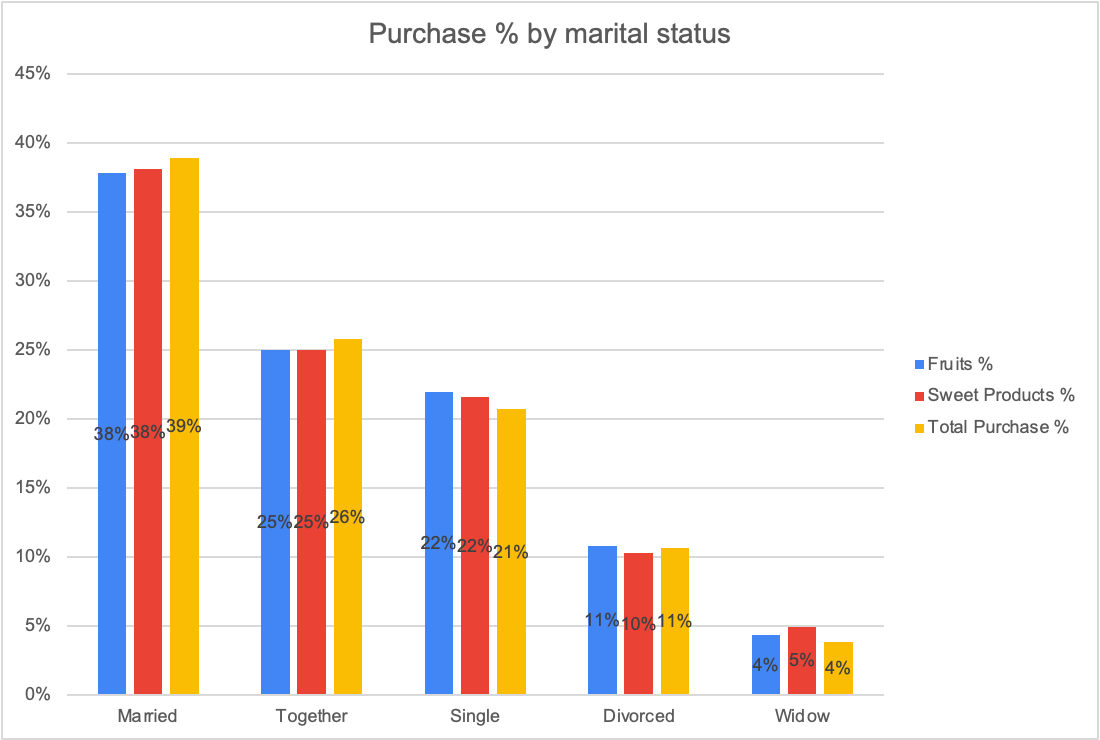 Purchase % by marital status
45%
40%
35%
30%
25%
20%
15%
10%
5%
0%
38% 38% 39%
25% 25% 26%
22% 22% 21%
11% 10% 11%
4% 5% 4%
Married Together Single Divorced Widow
Fruits %
Sweet Products %
Total Purchase %